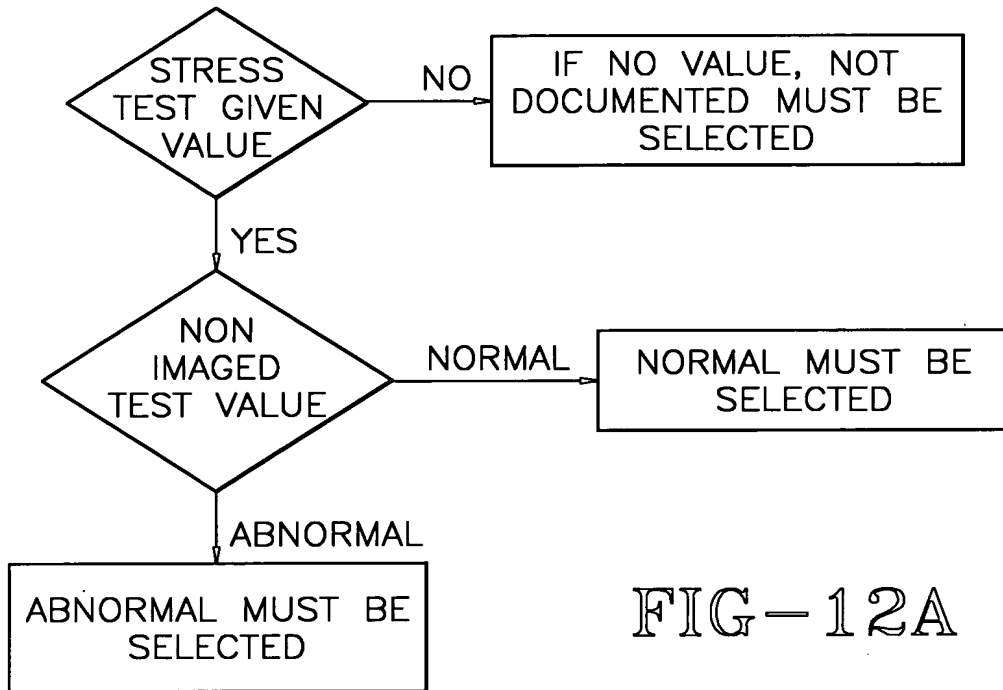 STRESS
TEST GIVEN
VALUE
NO
IF NO VALUE, NOT
DOCUMENTED MUST BE
SELECTED
YES
NON
IMAGED
TEST VALUE
NORMAL
NORMAL MUST BE
SELECTED
ABNORMAL
ABNORMAL MUST BE
SELECTED
FIG-12A